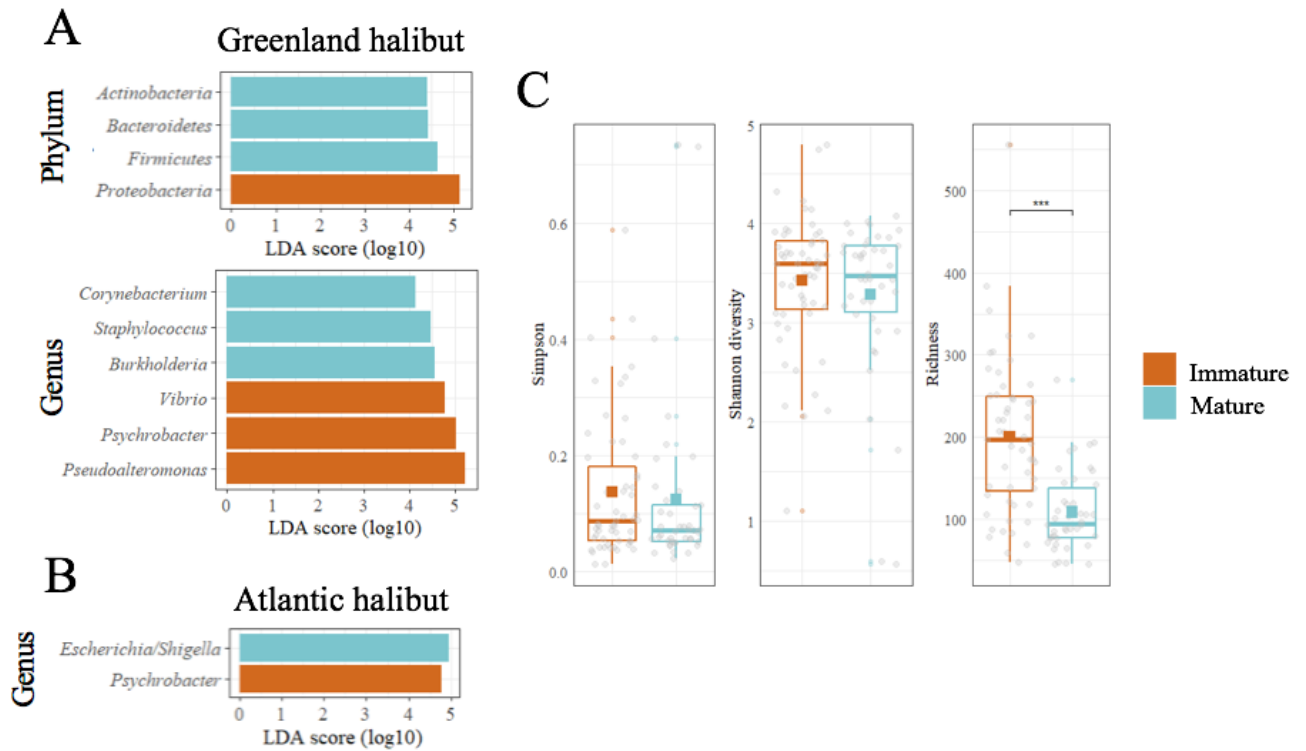 A
Greenland halibut
Phylum
Actinobacteria
Bacteroidetes
Firmicutes
Proteobacteria
0 1 2 3 4 5
LDA score (log10)
Genus
Corynebacterium
Staphylococcus
Burkholderia
Vibrio
Psychrobacter
Pseudoalteromonas
0 1 2 3 4 5
LDA score (log10)
B
Atlantic halibut
Genus
Escherichia/Shigella
Psychrobacter
0 1 2 3 4 5
LDA score (log10)
C
Simpson
0.6
0.4
0.2
0.0
Shannon diversity
5
4
3
2
1
Richness
500
400
300
200
100
***
Immature
Mature